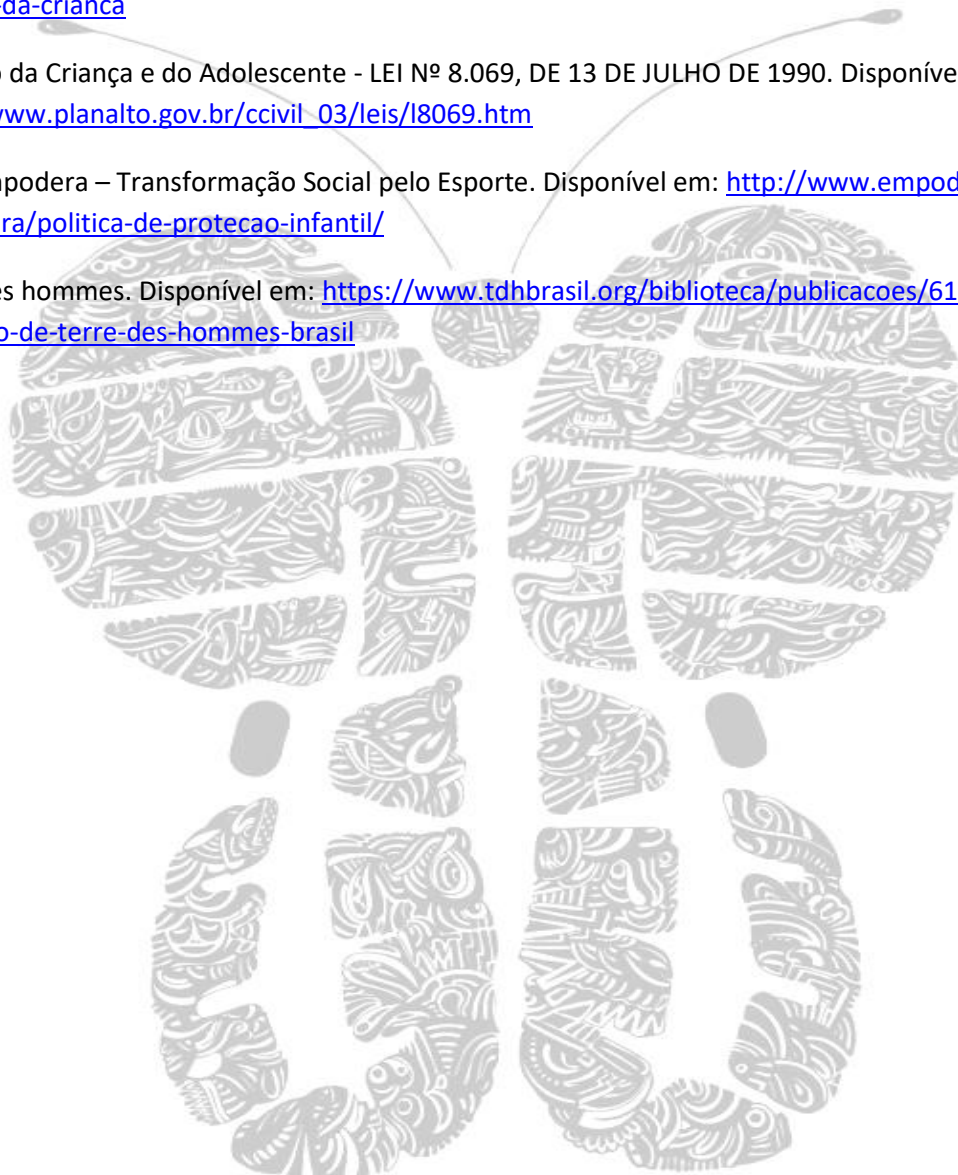 -da-crianca
o da Criança e do Adolescente - LEI Nº 8.069, DE 13 DE JULHO DE 1990. Disponíve
www.planalto.gov.br/ccivil_03/leis/l8069.htm
mpodera – Transformação Social pelo Esporte. Disponível em: http://www.empod
ra/politica-de-protecao-infantil/
es hommes. Disponível em: https://www.tdhbrasil.org/biblioteca/publicacoes/61
o-de-terre-des-hommes-brasil